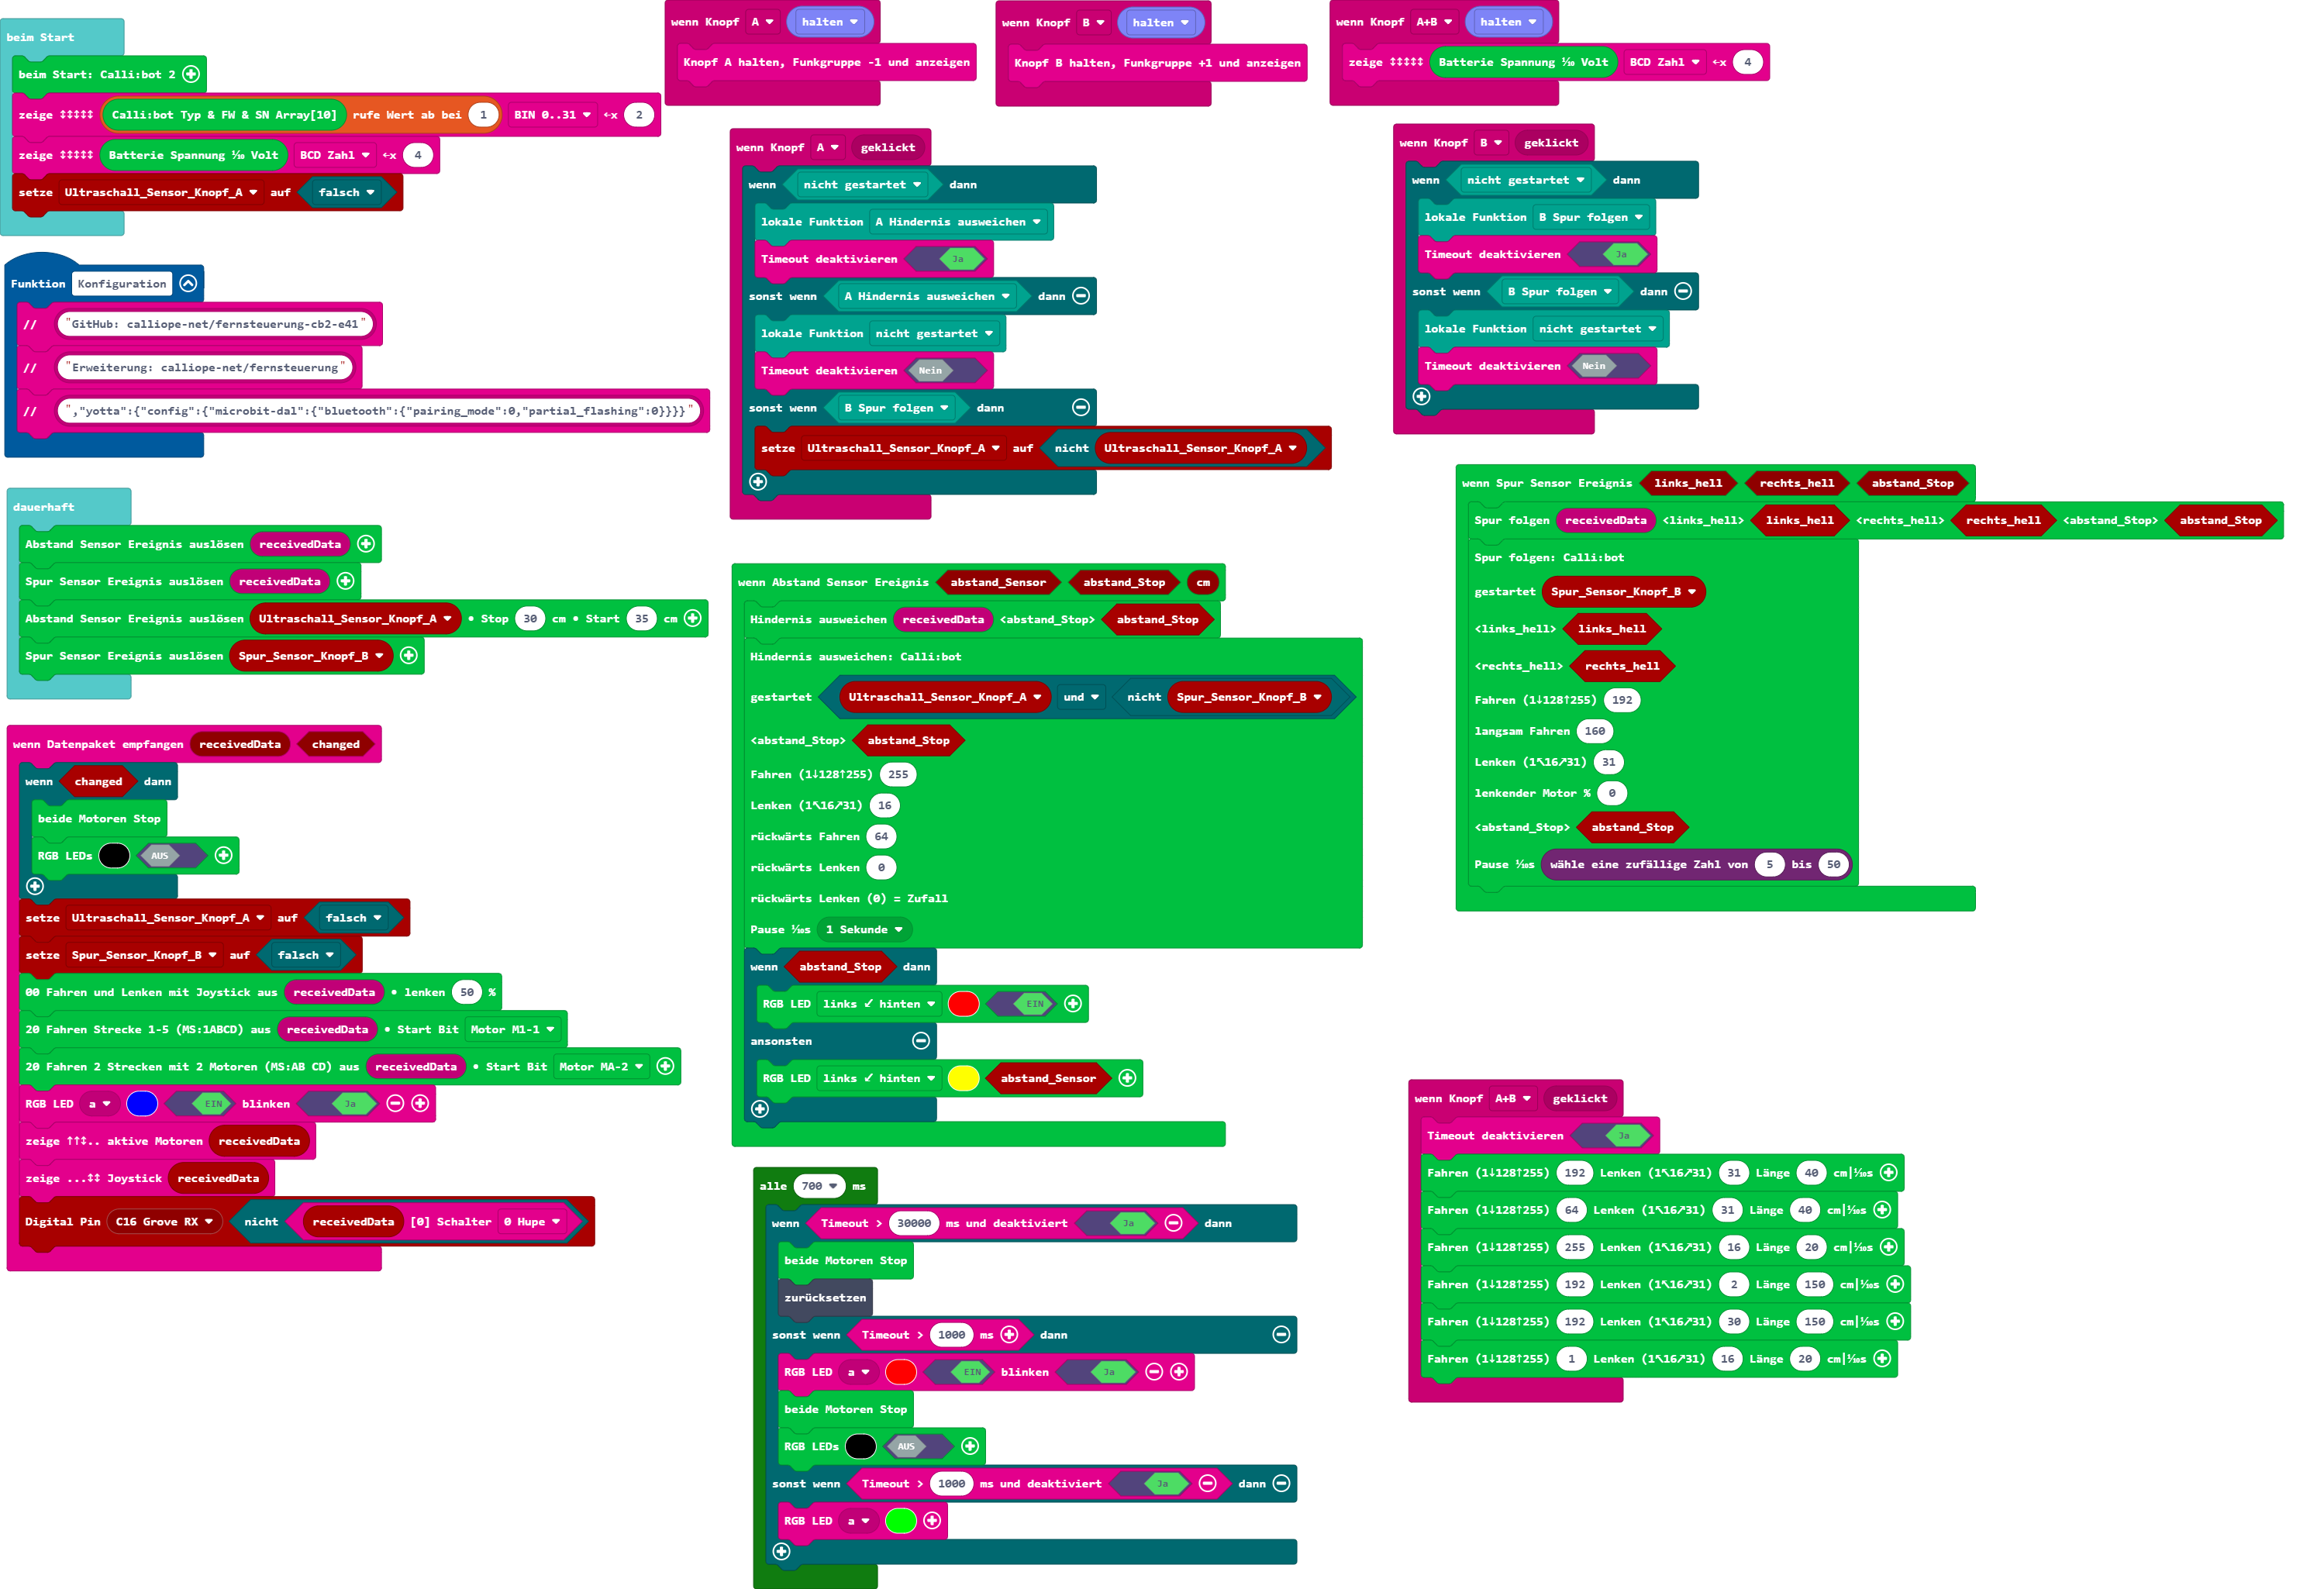 beim Start
beim Start: Calli:bot 2
zeige ↕↕↕↕↕ Calli:bot Typ & FW & SN Array[10] rufe Wert ab bei 1 BIN 0..31 ←x 2
zeige ↕↕↕↕↕ Batterie Spannung ⅒ Volt BCD Zahl ←x 4
setze Ultraschall_Sensor_Knopf_A auf falsch
Funktion Konfiguration
// "GitHub: calliope-net/fernsteuerung-cb2-e41"
// "Erweiterung: calliope-net/fernsteuerung"
// ","yotta":{"config":{"microbit-dal":{"bluetooth":{"pairing_mode":0,"partial_flashing":0}}}}"
dauerhaft
Abstand Sensor Ereignis auslösen receivedData
Spur Sensor Ereignis auslösen receivedData
Abstand Sensor Ereignis auslösen Ultraschall_Sensor_Knopf_A • Stop 30 cm • Start 35 cm
Spur Sensor Ereignis auslösen Spur_Sensor_Knopf_B
wenn Datenpaket empfangen receivedData changed
wenn changed dann
beide Motoren Stop
RGB LEDs AUS
setze Ultraschall_Sensor_Knopf_A auf falsch
setze Spur_Sensor_Knopf_B auf falsch
00 Fahren und Lenken mit Joystick aus receivedData • lenken 50 %
20 Fahren Strecke 1-5 (MS:1ABCD) aus receivedData • Start Bit Motor M1-1
20 Fahren 2 Strecken mit 2 Motoren (MS:AB CD) aus receivedData • Start Bit Motor MA-2
RGB LED a EIN blinken Ja
zeige ↑↑↕.. aktive Motoren receivedData
zeige ...↕↕ Joystick receivedData
Digital Pin C16 Grove RX nicht receivedData [0] Schalter 0 Hupe
wenn Knopf A halten
Knopf A halten, Funkgruppe -1 und anzeigen
wenn Knopf B halten
Knopf B halten, Funkgruppe +1 und anzeigen
wenn Knopf A+B halten
zeige ↕↕↕↕↕ Batterie Spannung ⅒ Volt BCD Zahl ←x 4
wenn Knopf A geklickt
wenn nicht gestartet dann
lokale Funktion A Hindernis ausweichen
Timeout deaktivieren Ja
sonst wenn A Hindernis ausweichen dann
lokale Funktion nicht gestartet
Timeout deaktivieren Nein
sonst wenn B Spur folgen dann
setze Ultraschall_Sensor_Knopf_A auf nicht Ultraschall_Sensor_Knopf_A
wenn Knopf B geklickt
wenn nicht gestartet dann
lokale Funktion B Spur folgen
Timeout deaktivieren Ja
sonst wenn B Spur folgen dann
lokale Funktion nicht gestartet
Timeout deaktivieren Nein
wenn Abstand Sensor Ereignis abstand_Sensor abstand_Stop cm
Hindernis ausweichen receivedData <abstand_Stop> abstand_Stop
Hindernis ausweichen: Calli:bot
gestartet Ultraschall_Sensor_Knopf_A und nicht Spur_Sensor_Knopf_B
<abstand_Stop> abstand_Stop
Fahren (1↓128↑255) 255
Lenken (1↖16↗31) 16
rückwärts Fahren 64
rückwärts Lenken 0
rückwärts Lenken (0) = Zufall
Pause ⅒s 1 Sekunde
wenn abstand_Stop dann
RGB LED links ↙ hinten EIN
ansonsten
RGB LED links ↙ hinten abstand_Sensor
wenn Spur Sensor Ereignis links_hell rechts_hell abstand_Stop
Spur folgen receivedData <links_hell> links_hell <rechts_hell> rechts_hell <abstand_Stop> abstand_Stop
Spur folgen: Calli:bot
gestartet Spur_Sensor_Knopf_B
<links_hell> links_hell
<rechts_hell> rechts_hell
Fahren (1↓128↑255) 192
langsam Fahren 160
Lenken (1↖16↗31) 31
lenkender Motor % 0
<abstand_Stop> abstand_Stop
Pause ⅒s wähle eine zufällige Zahl von 5 bis 50
alle 700 ms
wenn Timeout > 30000 ms und deaktiviert Ja dann
beide Motoren Stop
zurücksetzen
sonst wenn Timeout > 1000 ms dann
RGB LED a EIN blinken Ja
beide Motoren Stop
RGB LEDs AUS
sonst wenn Timeout > 1000 ms und deaktiviert Ja dann
RGB LED a
wenn Knopf A+B geklickt
Timeout deaktivieren Ja
Fahren (1↓128↑255) 192 Lenken (1↖16↗31) 31 Länge 40 cm|⅒s
Fahren (1↓128↑255) 64 Lenken (1↖16↗31) 31 Länge 40 cm|⅒s
Fahren (1↓128↑255) 255 Lenken (1↖16↗31) 16 Länge 20 cm|⅒s
Fahren (1↓128↑255) 192 Lenken (1↖16↗31) 2 Länge 150 cm|⅒s
Fahren (1↓128↑255) 192 Lenken (1↖16↗31) 30 Länge 150 cm|⅒s
Fahren (1↓128↑255) 1 Lenken (1↖16↗31) 16 Länge 20 cm|⅒s